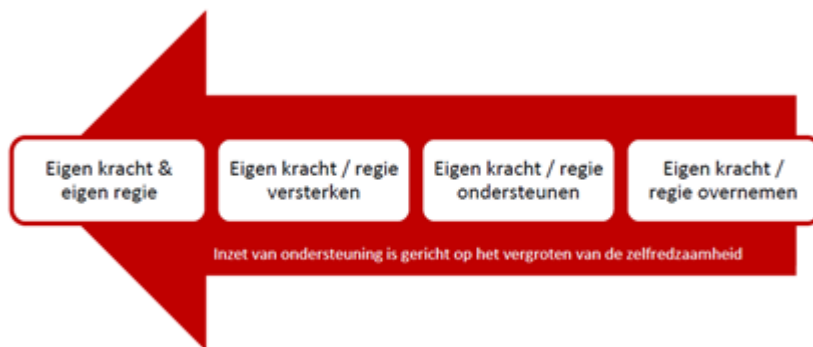 Eigen kracht &
eigen regie
Eigen kracht / regie
versterken
Eigen kracht / regie
ondersteunen
Eigen kracht /
regie overnemen
Inzet van ondersteuning is gericht op het vergroten van de zelfredzaamheid